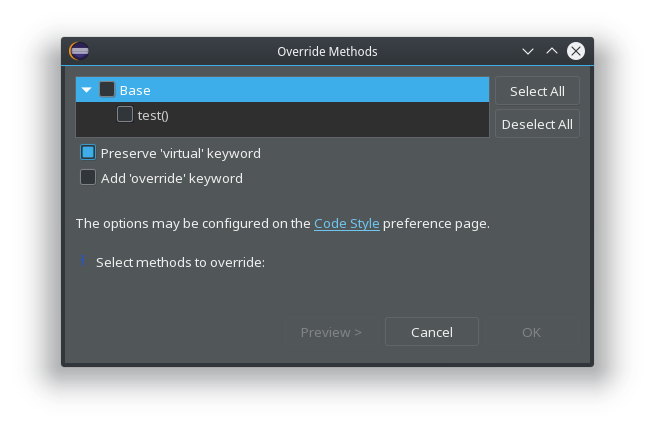 Override Methods
Base
Select All
test()
Deselect All
Preserve 'virtual' keyword
Add 'override' keyword
The options may be configured on the Code Style preference page.
Select methods to override:
Preview >
Cancel
OK